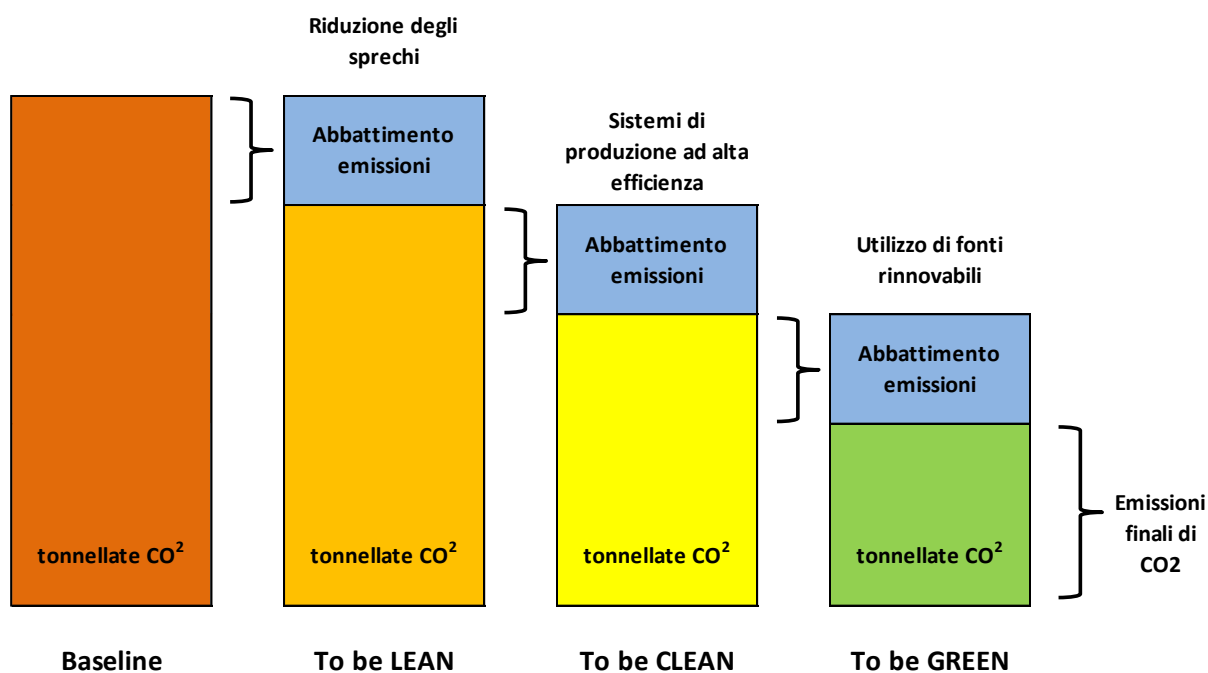 Riduzione degli
sprechi
Abbattimento
emissioni
Sistemi di
produzione ad alta
efficienza
Abbattimento
emissioni
Utilizzo di fonti
rinnovabili
Abbattimento
emissioni
tonnellate CO²
tonnellate CO²
tonnellate CO²
tonnellate CO²
Emissioni
finali di
CO2
Baseline
To be LEAN
To be CLEAN
To be GREEN